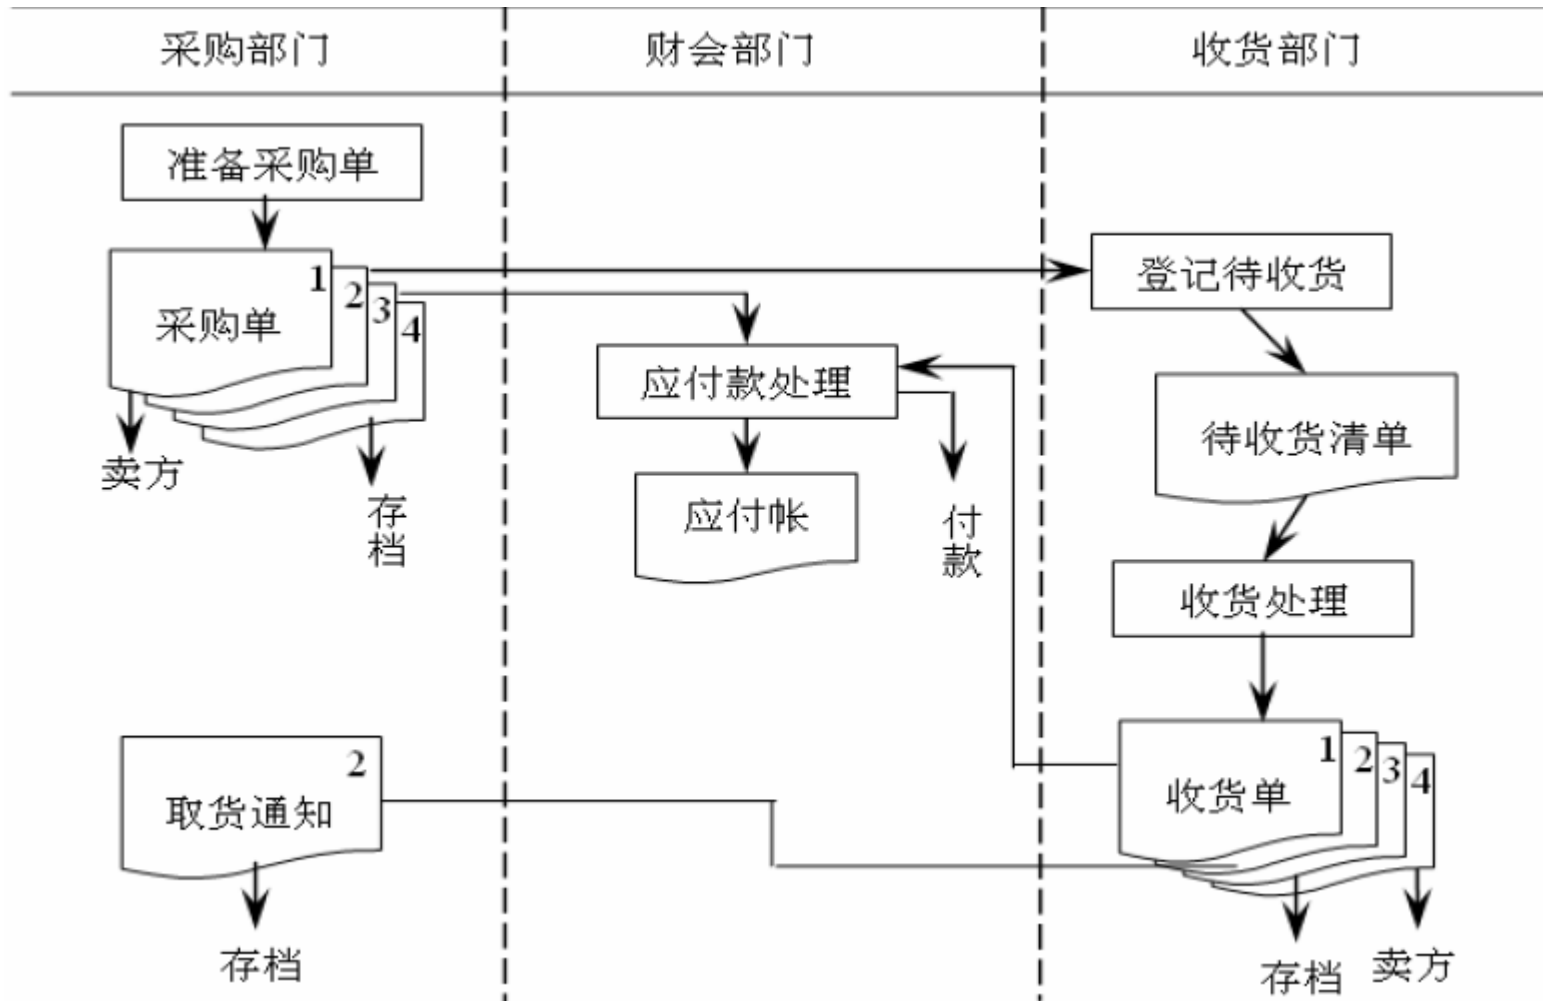 采购部门
财会部门
收货部门
准备采购单
采购单
1
2
3
4
卖方
存档
登记待收货
应付款处理
应付帐
付款
待收货清单
收货处理
收货单
1
2
3
4
取货通知
2
存档
存档
卖方